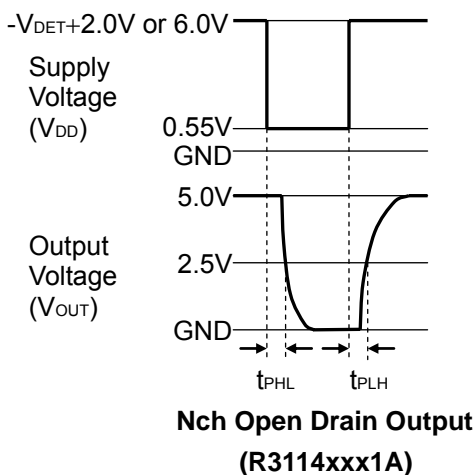 -VDET+2.0V or 6.0V
Supply
Voltage
(VDD)
0.55V
GND
5.0V
Output
Voltage
(VOUT)
2.5V
GND
tPHL
tPLH
Nch Open Drain Output
(R3114xxx1A)